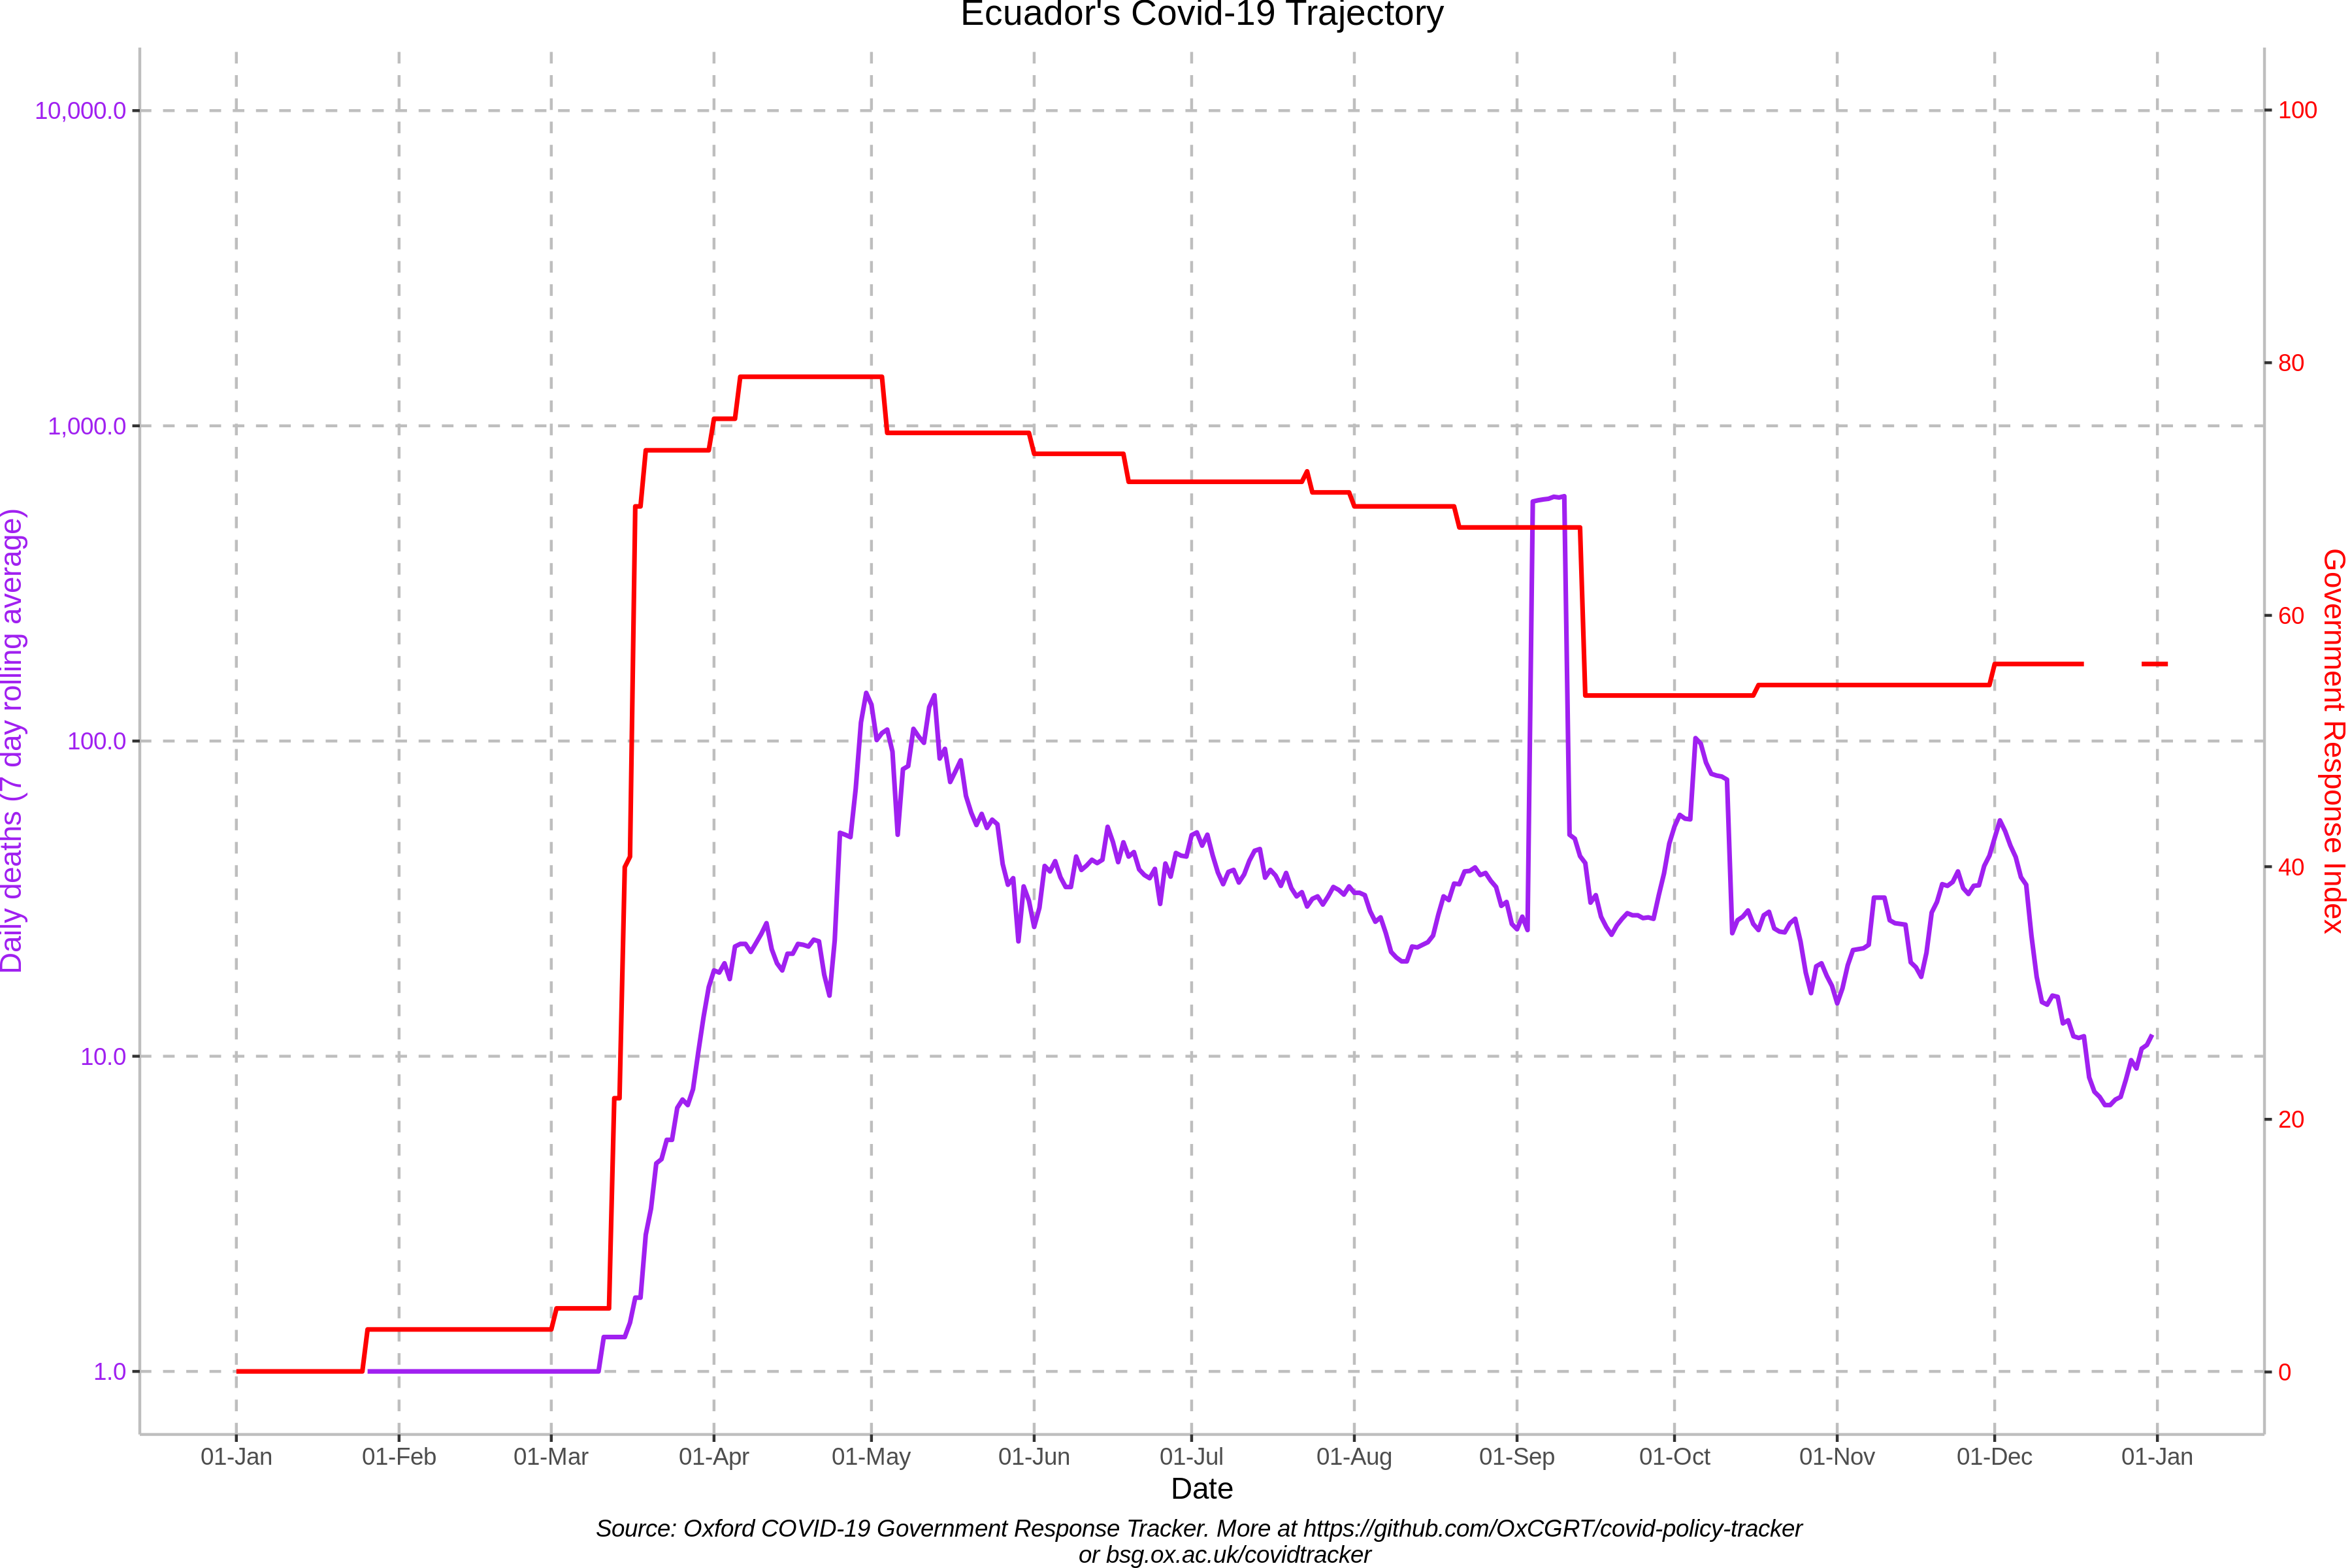 Ecuador's Covid-19 Trajectory
10,000.0
1,000.0
100.0
10.0
1.0
Daily deaths (7 day rolling average)
100
80
60
40
20
0
Government Response Index
01-Jan 01-Feb 01-Mar 01-Apr 01-May 01-Jun 01-Jul 01-Aug 01-Sep 01-Oct 01-Nov 01-Dec 01-Jan
Date
Source: Oxford COVID-19 Government Response Tracker. More at https://github.com/OxCGRT/covid-policy-tracker
or bsg.ox.ac.uk/covidtracker